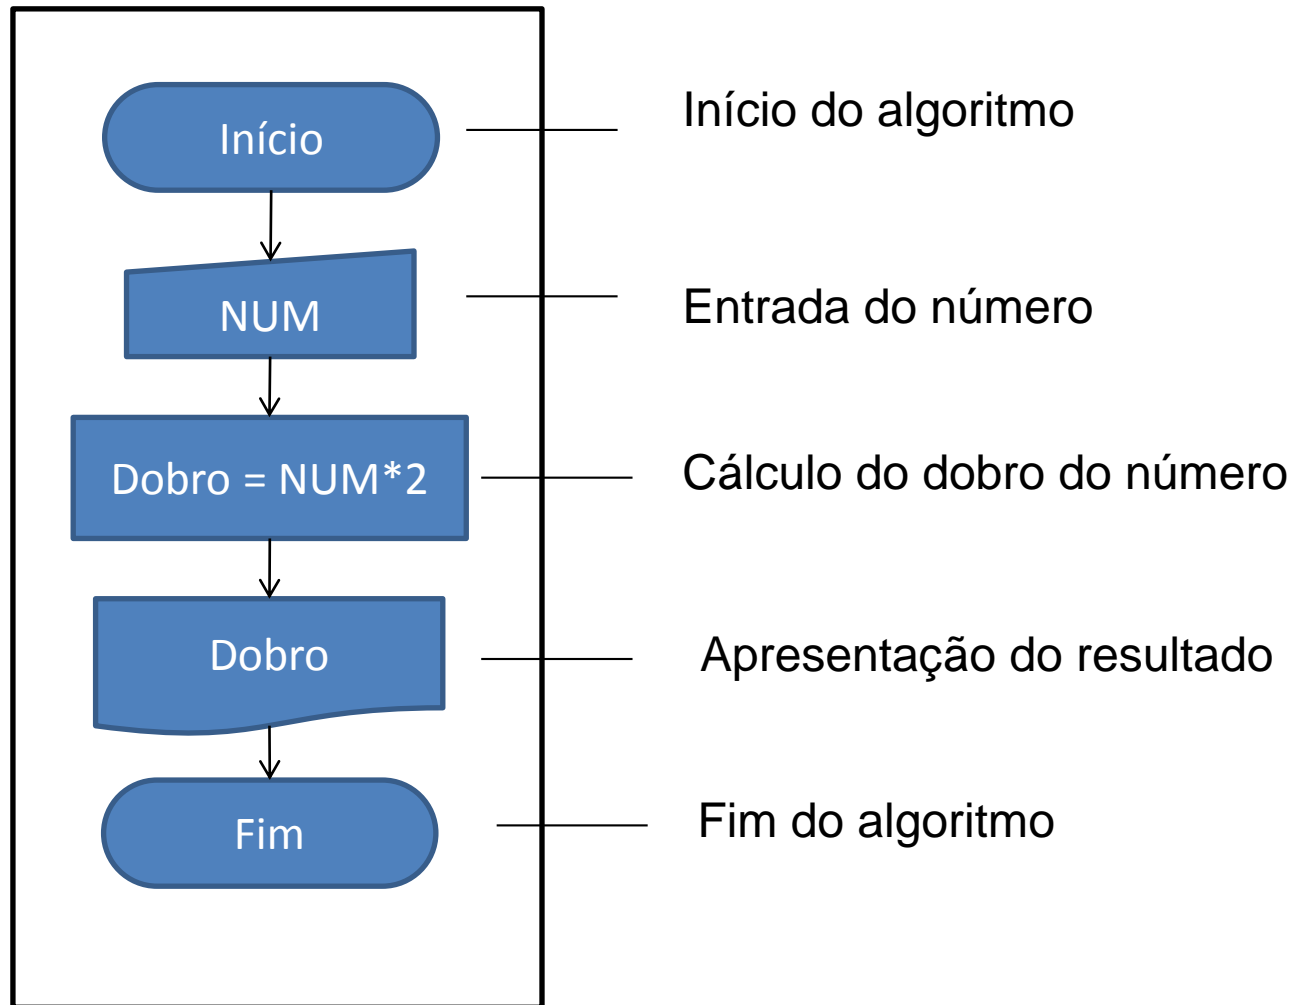 Início
Início do algoritmo
NUM
Entrada do número
Dobro = NUM*2
Cálculo do dobro do número
Dobro
Apresentação do resultado
Fim
Fim do algoritmo